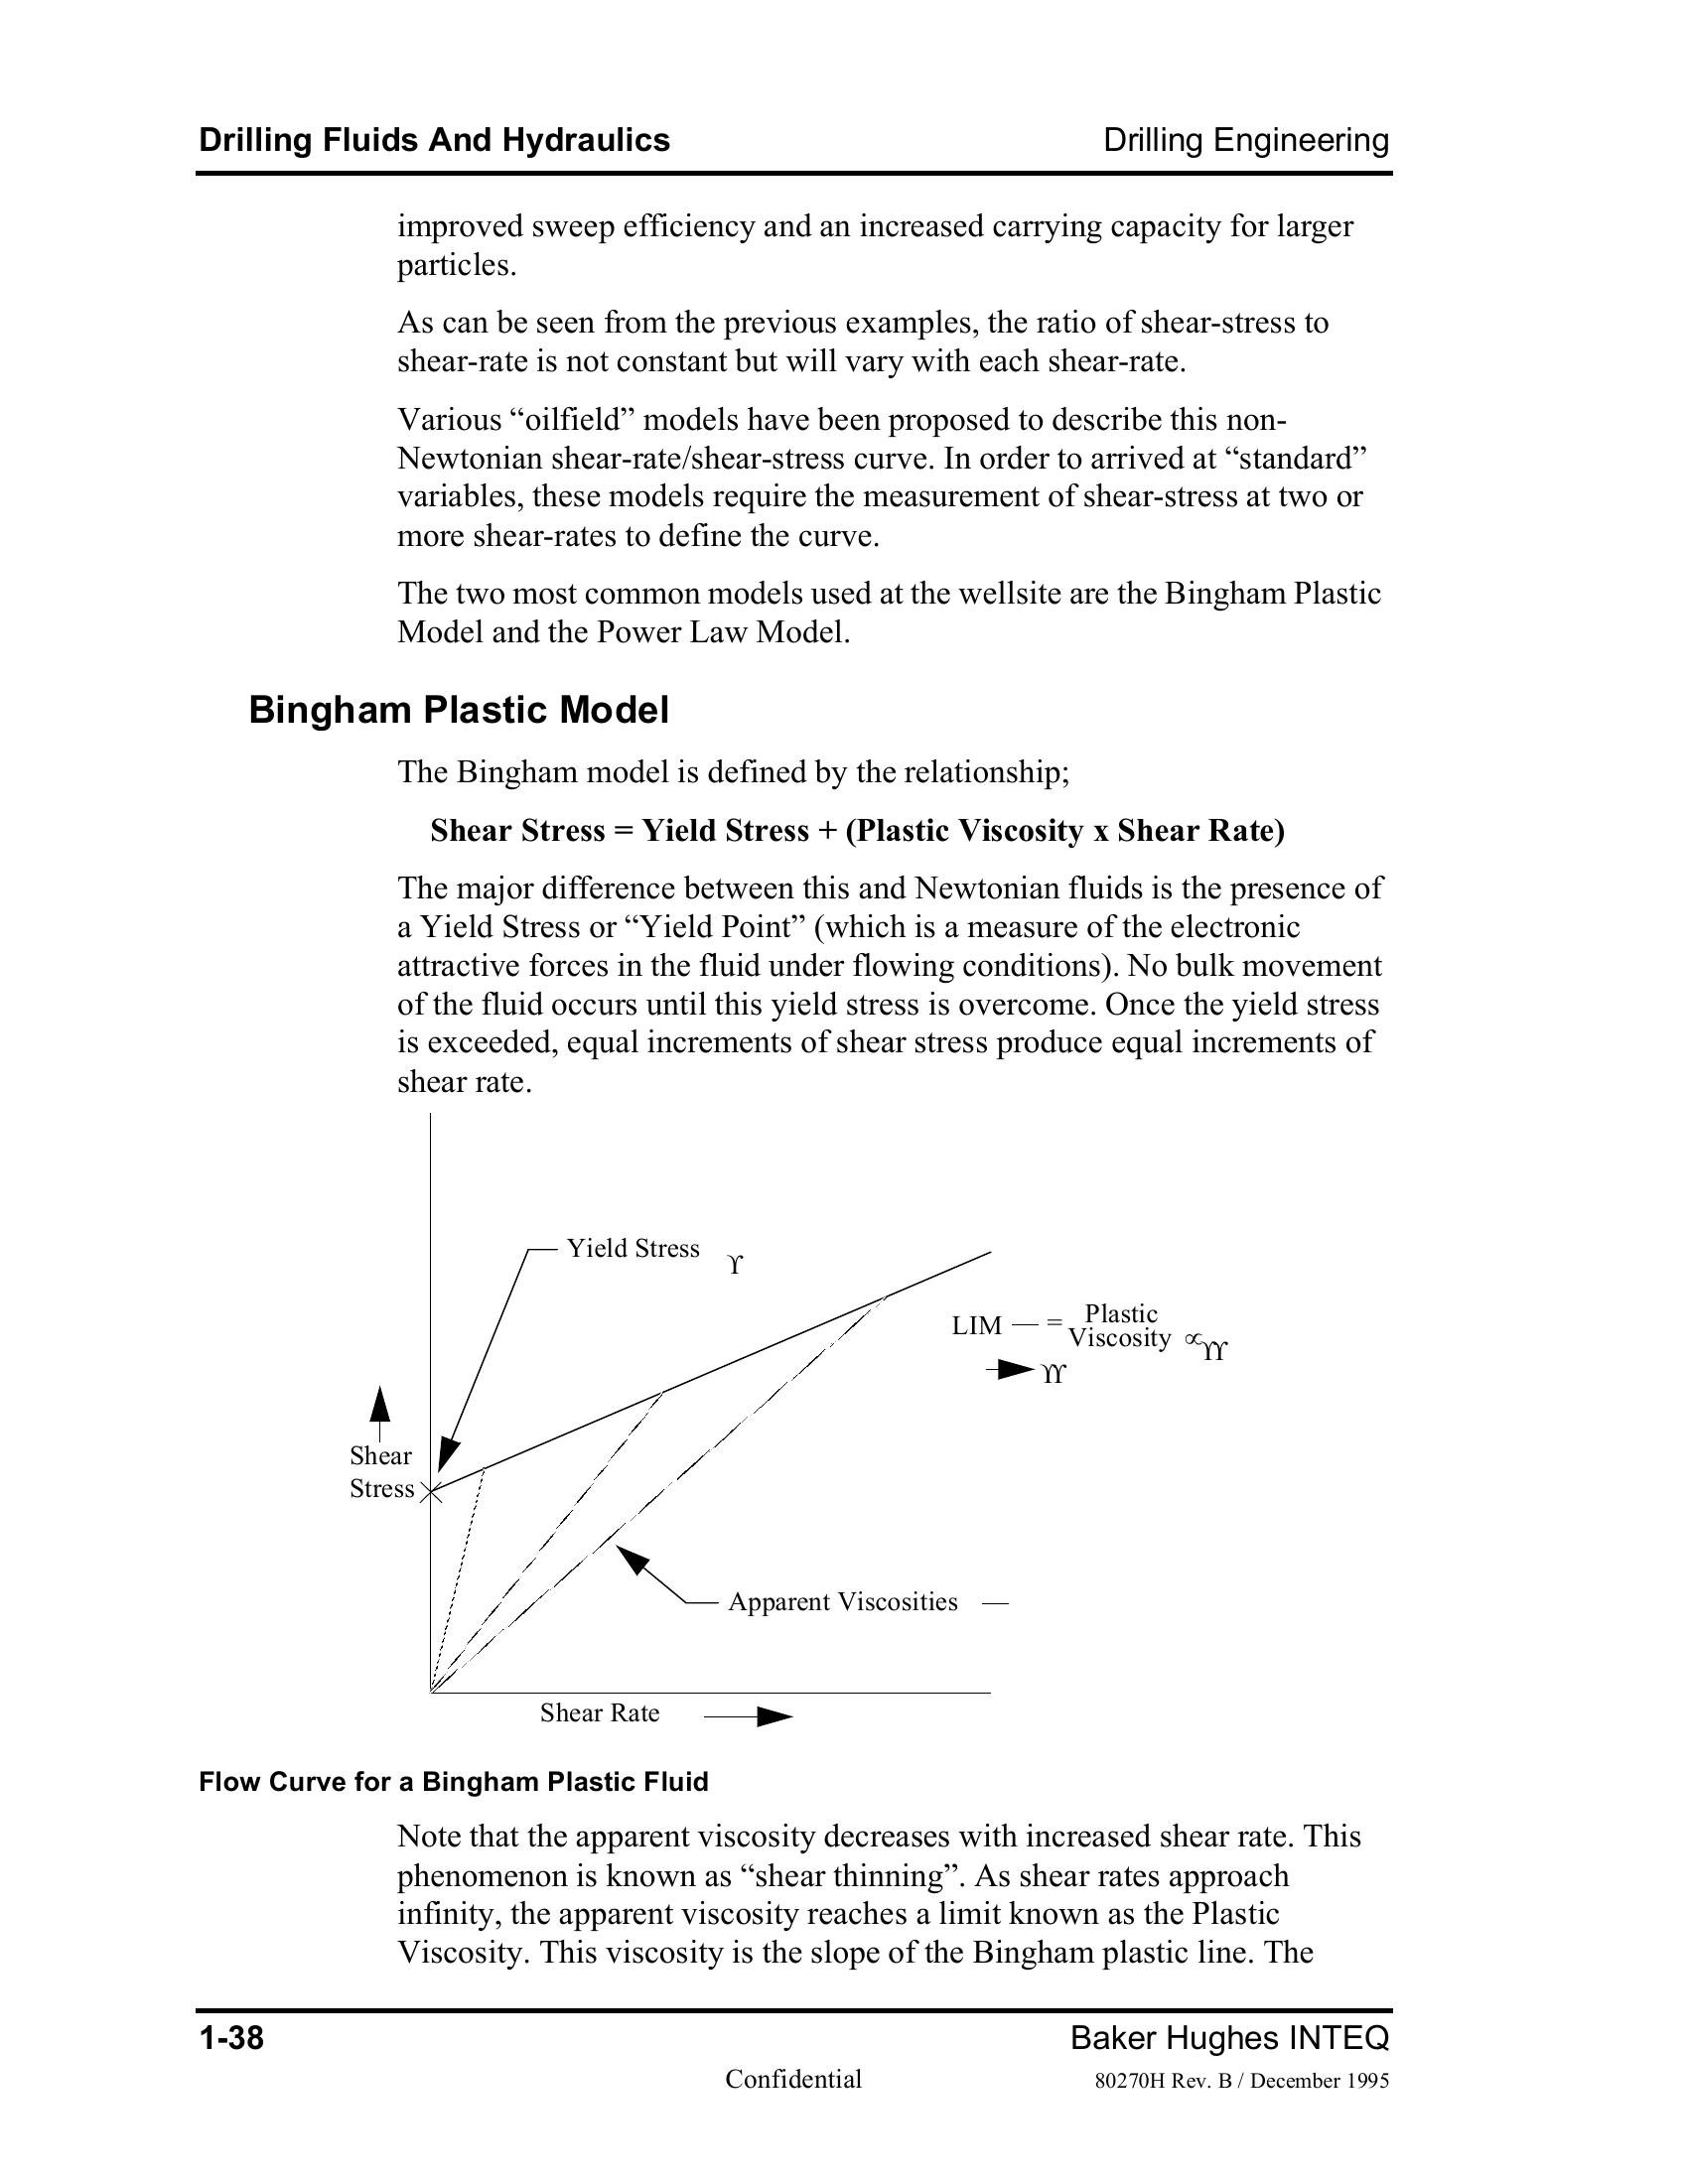 Drilling Fluids And Hydraulics Drilling Engineering
improved sweep efficiency and an increased carrying capacity for larger
particles.
As can be seen from the previous examples, the ratio of shear-stress to
shear-rate is not constant but will vary with each shear-rate.
Various “oilfield” models have been proposed to describe this non-
Newtonian shear-rate/shear-stress curve. In order to arrived at “standard”
variables, these models require the measurement of shear-stress at two or
more shear-rates to define the curve.
The two most common models used at the wellsite are the Bingham Plastic
Model and the Power Law Model.
Bingham Plastic Model
The Bingham model is defined by the relationship;
Shear Stress = Yield Stress + (Plastic Viscosity x Shear Rate)
The major difference between this and Newtonian fluids is the presence of
a Yield Stress or “Yield Point” (which is a measure of the electronic
attractive forces in the fluid under flowing conditions). No bulk movement
of the fluid occurs until this yield stress is overcome. Once the yield stress
is exceeded, equal increments of shear stress produce equal increments of
shear rate.
Yield Stress ϒ
LIM — = Plastic
Viscosity ∝ϒϒ
ϒϒ
Shear
Stress
Apparent Viscosities —
Shear Rate
Flow Curve for a Bingham Plastic Fluid
Note that the apparent viscosity decreases with increased shear rate. This
phenomenon is known as “shear thinning”. As shear rates approach
infinity, the apparent viscosity reaches a limit known as the Plastic
Viscosity. This viscosity is the slope of the Bingham plastic line. The
1-38 Baker Hughes INTEQ
Confidential 80270H Rev. B / December 1995